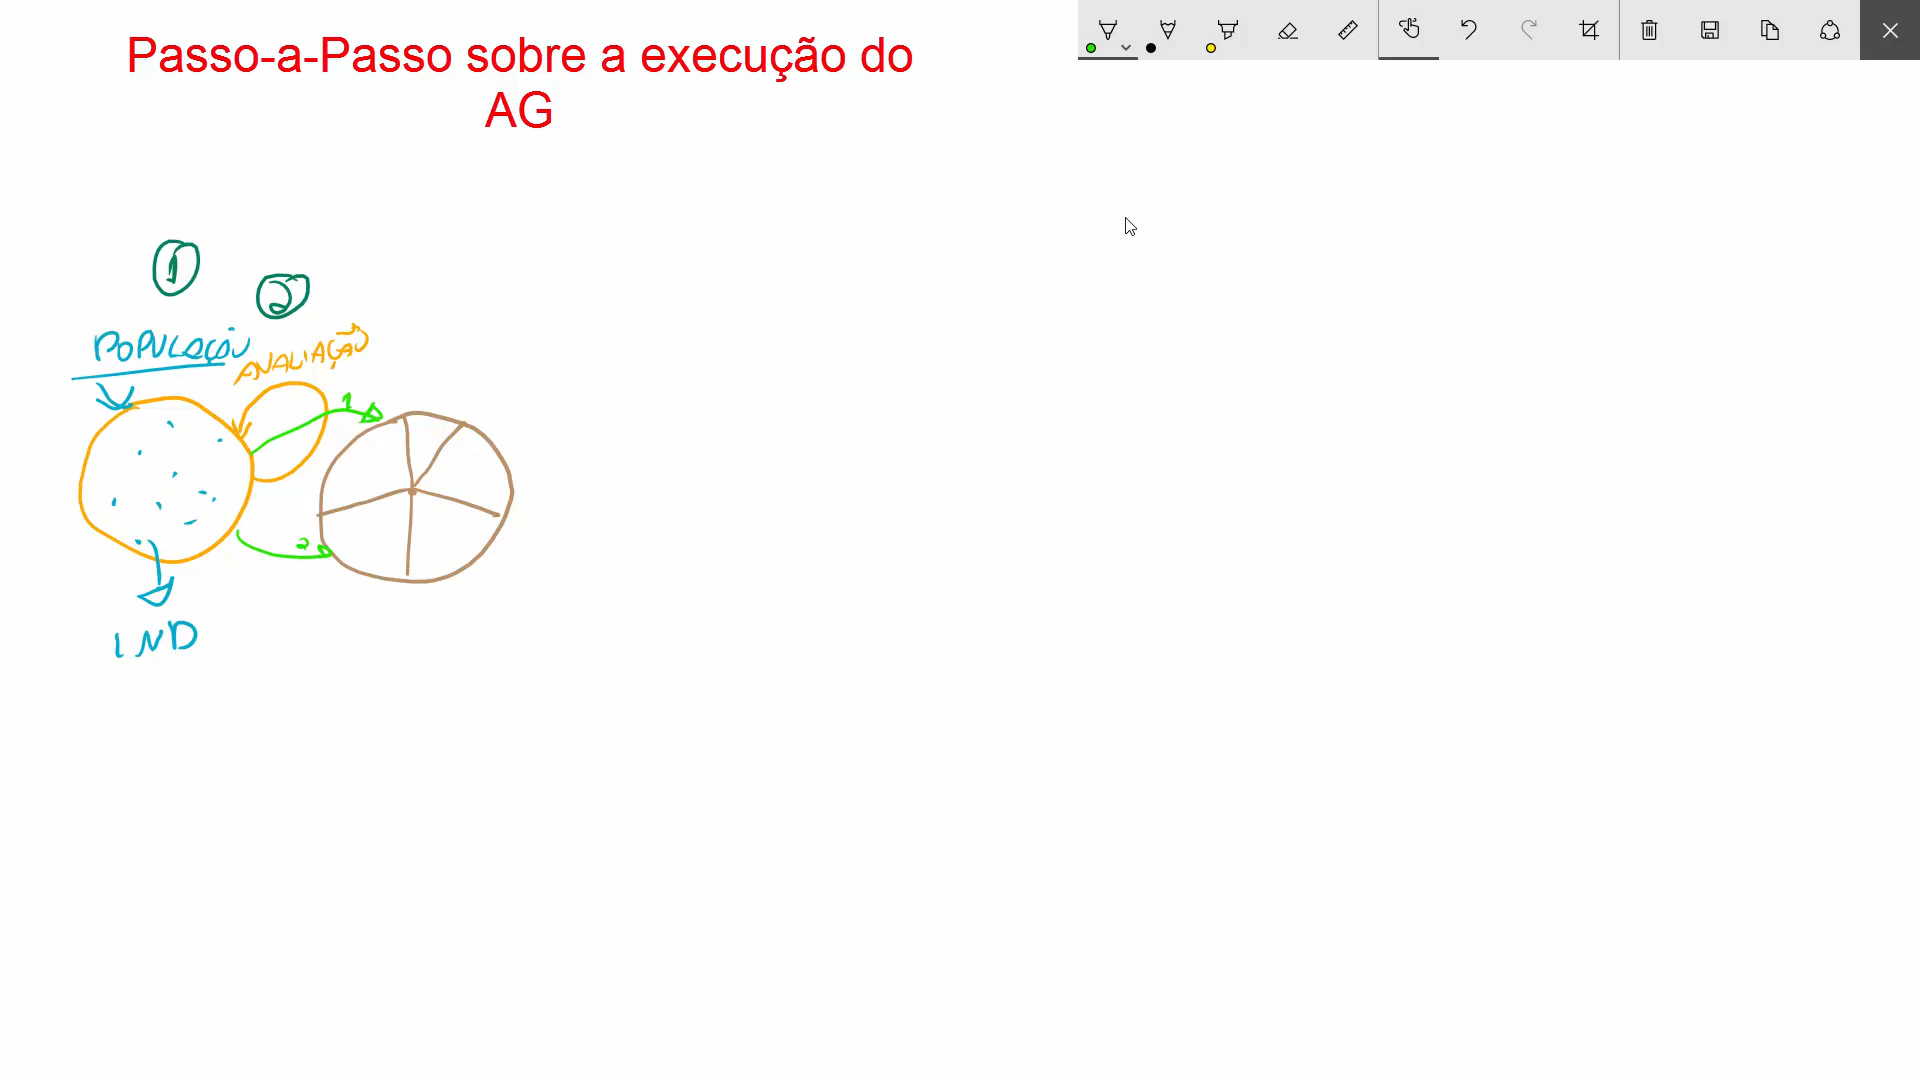 Passo-a-Passo sobre a execução do
AG
1
2
POPULAÇÃO
AVALIAÇÃO
1
2
IND